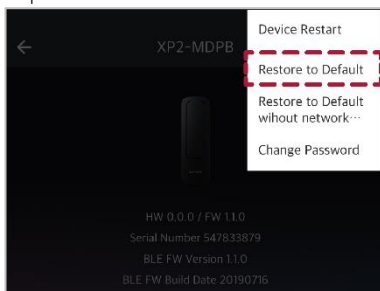 XP2-MDPB
Device Restart
Restore to Default
Restore to Default
wihout network···
Change Password
HW 0.0.0 / FW 1.1.0
Serial Number 547833879
BLE FW Version 1.1.0
BLE FW Build Date 20190716